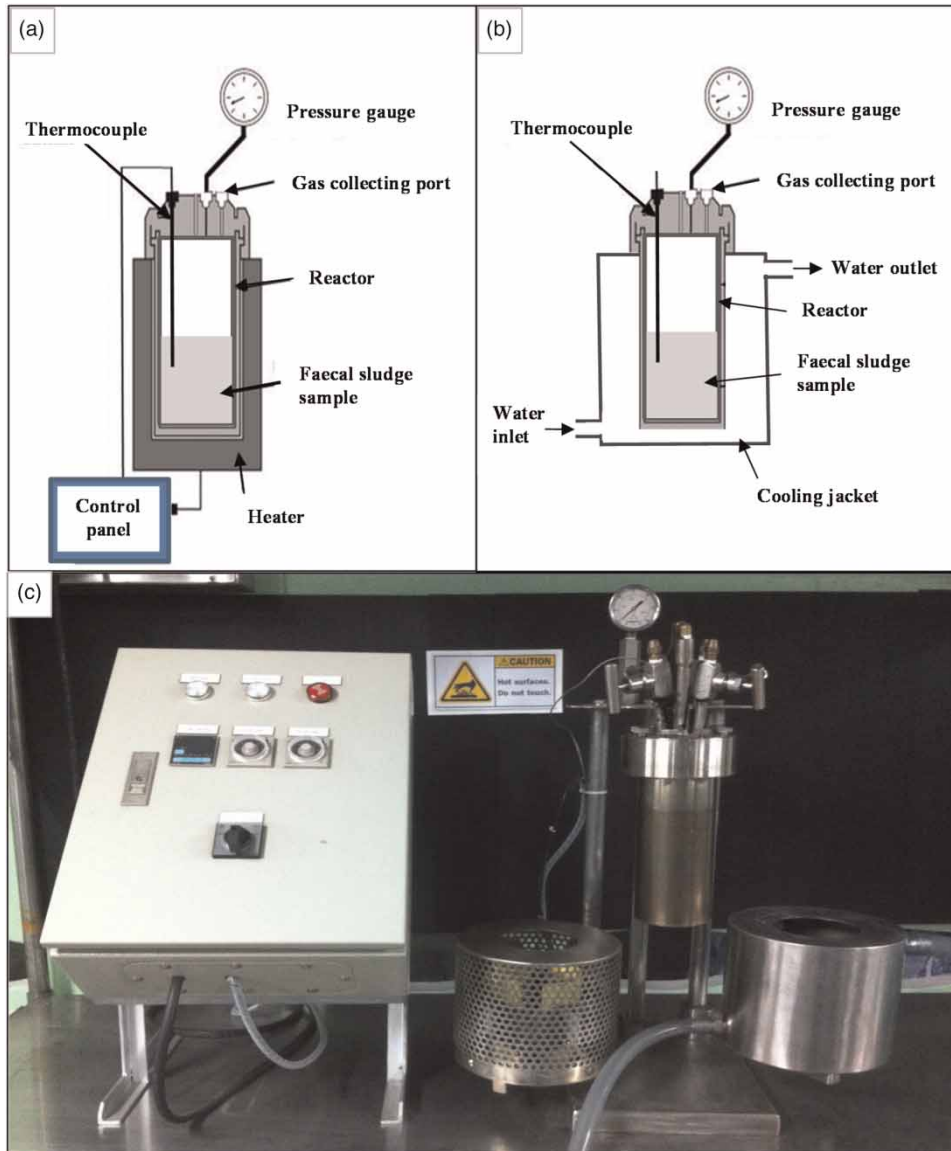 (a)
Pressure gauge
Thermocouple
Gas collecting port
Reactor
Faecal sludge
sample
Control
panel
Heater
(b)
Pressure gauge
Thermocouple
Gas collecting port
Water outlet
Reactor
Faecal sludge
sample
Water
inlet
Cooling jacket
(c)
CAUTION
Hot surfaces.
Do not touch.